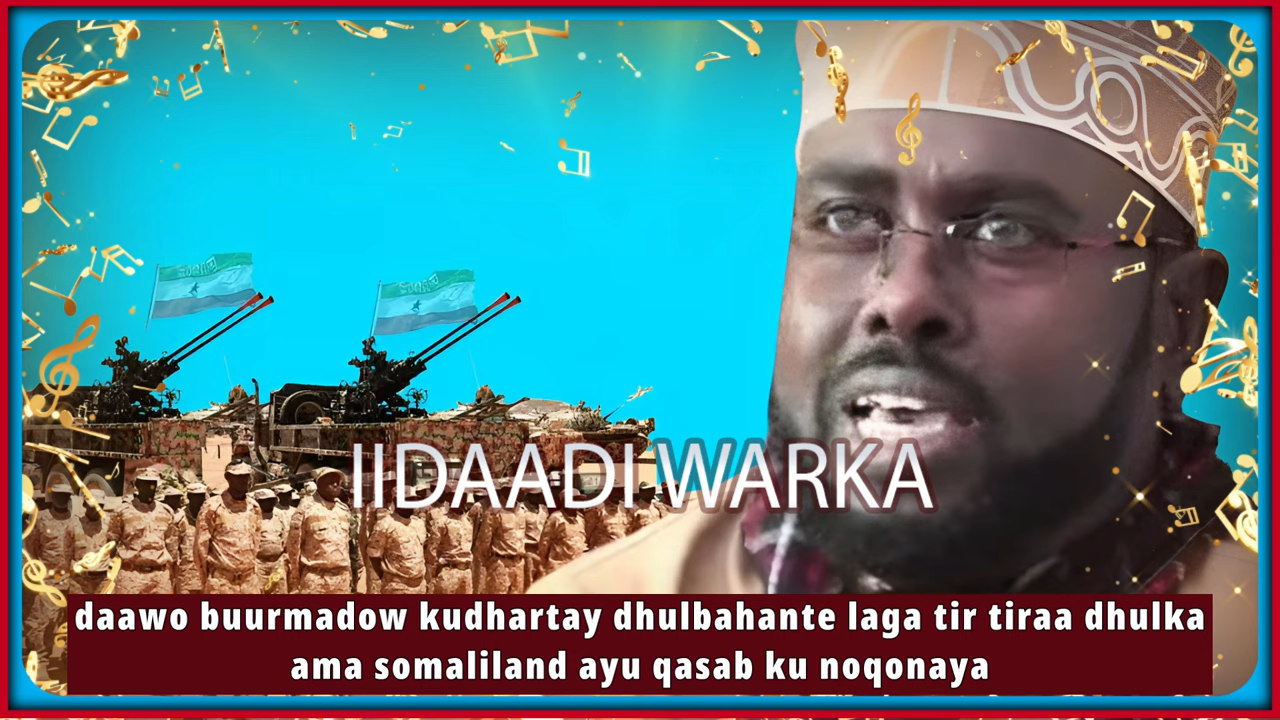 IIDAADI WARKA
daawo buurmadow kudhartay dhulbahante laga tir tiraa dhulka
ama somaliland ayu qasab ku noqonaya